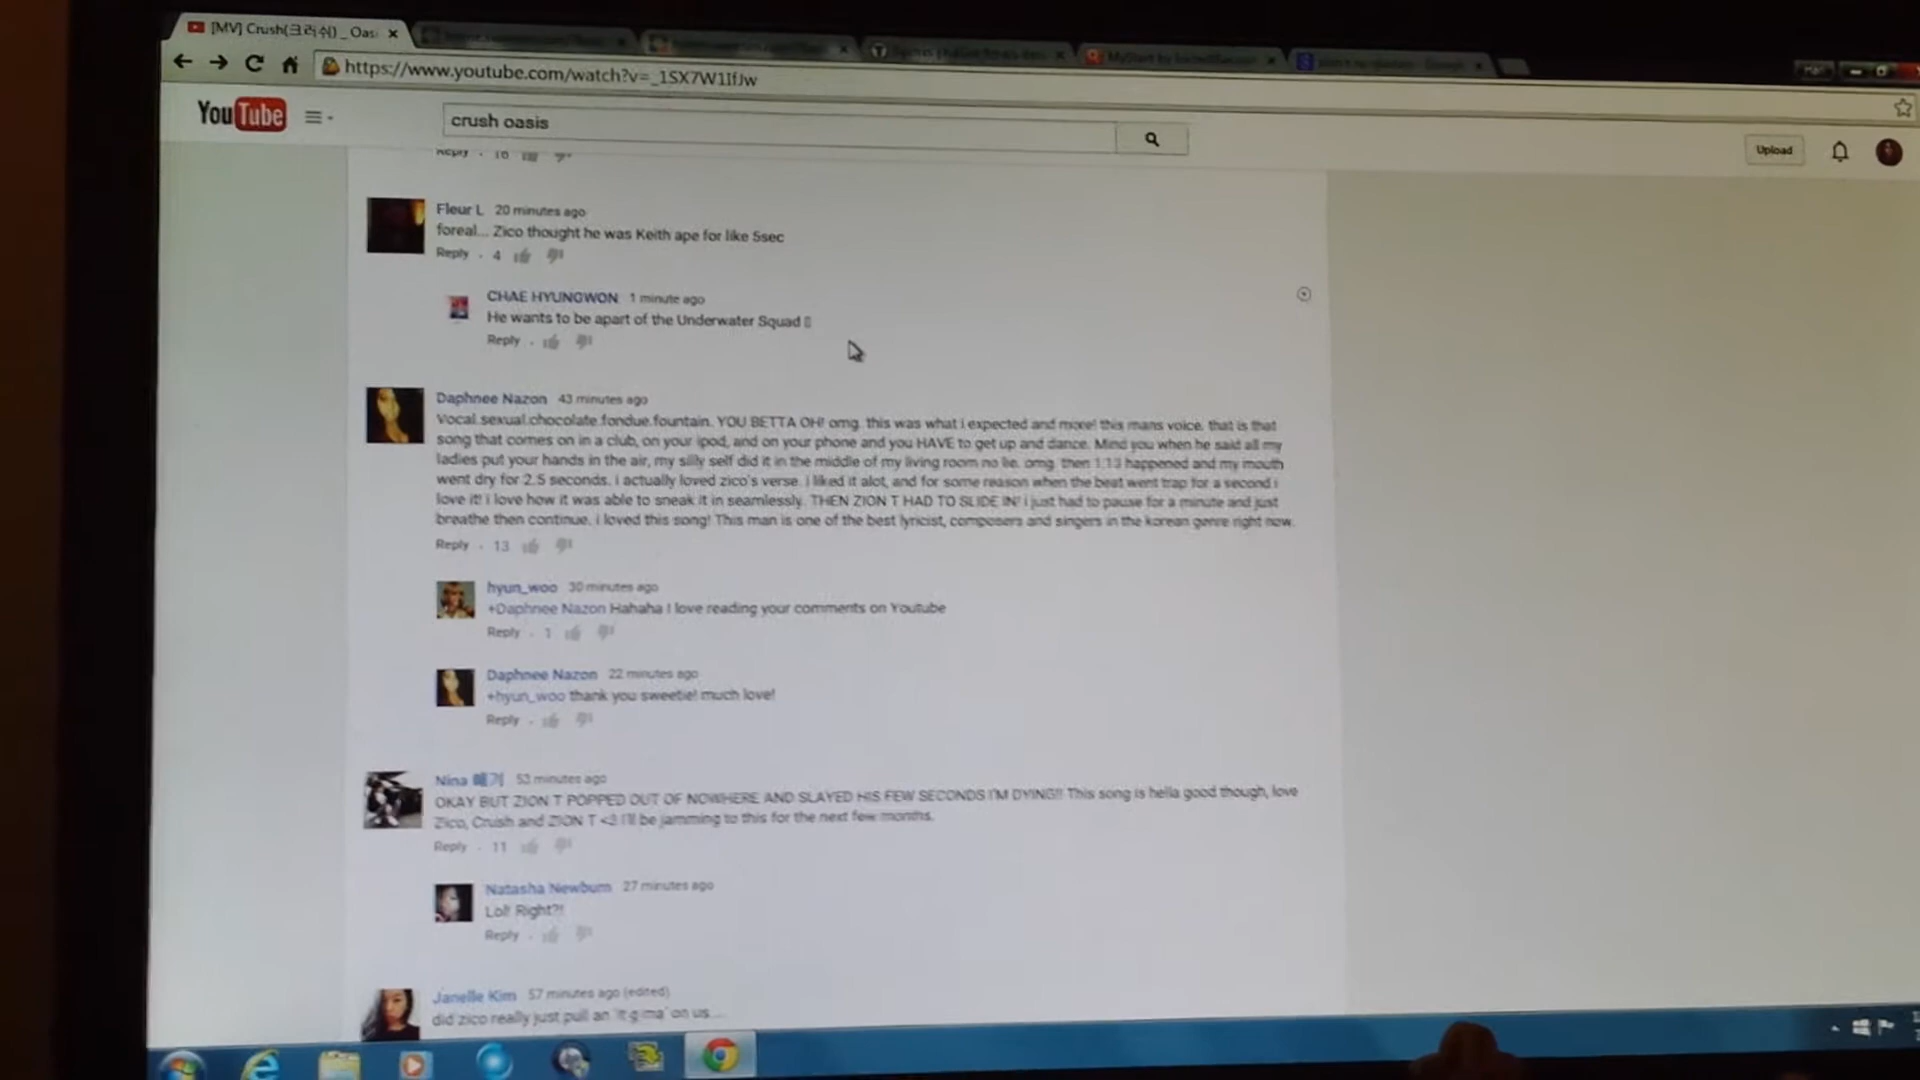 [MV] Crush(크러쉬) _ Oas
https://www.youtube.com/watch?v=_1SX7W1IfJw
YouTube
crush oasis
Upload
Reply · 16
Fleur L 20 minutes ago
foreal... Zico thought he was Keith ape for like 5sec
Reply · 4
CHAE HYUNGWON 1 minute ago
He wants to be apart of the Underwater Squad
Reply ·
Daphnee Nazon 43 minutes ago
Vocal.sexual.chocolate.fondue.fountain. YOU BETTA OH! omg. this was what i expected and more! this mans voice. that is that
song that comes on in a club, on your ipod, and on your phone and you HAVE to get up and dance. Mind you when he said all my
ladies put your hands in the air, my silly self did it in the middle of my living room no lie. omg. then 1.13 happened and my mouth
went dry for 2.5 seconds. i actually loved zico's verse. i liked it alot, and for some reason when the beat went trap for a second i
love it! i love how it was able to sneak it in seamlessly. THEN ZION T HAD TO SLIDE IN! i just had to pause for a minute and just
breathe then continue. i loved this song! This man is one of the best lyricist, composers and singers in the korean genre right now.
Reply · 13
hyun_woo 30 minutes ago
+Daphnee Nazon Hahaha I love reading your comments on Youtube
Reply · 1
Daphnee Nazon 22 minutes ago
+hyun_woo thank you sweetie! much love!
Reply ·
Nina 53 minutes ago
OKAY BUT ZION T POPPED OUT OF NOWHERE AND SLAYED HIS FEW SECONDS I'M DYING!! This song is hella good though, love
Zico, Crush and ZION T <3 I'll be jamming to this for the next few months.
Reply · 11
Natasha Newburn 27 minutes ago
Lol! Right?!
Reply ·
Janelle Kim 57 minutes ago (edited)
did zico really just pull an 'it g ma' on us....